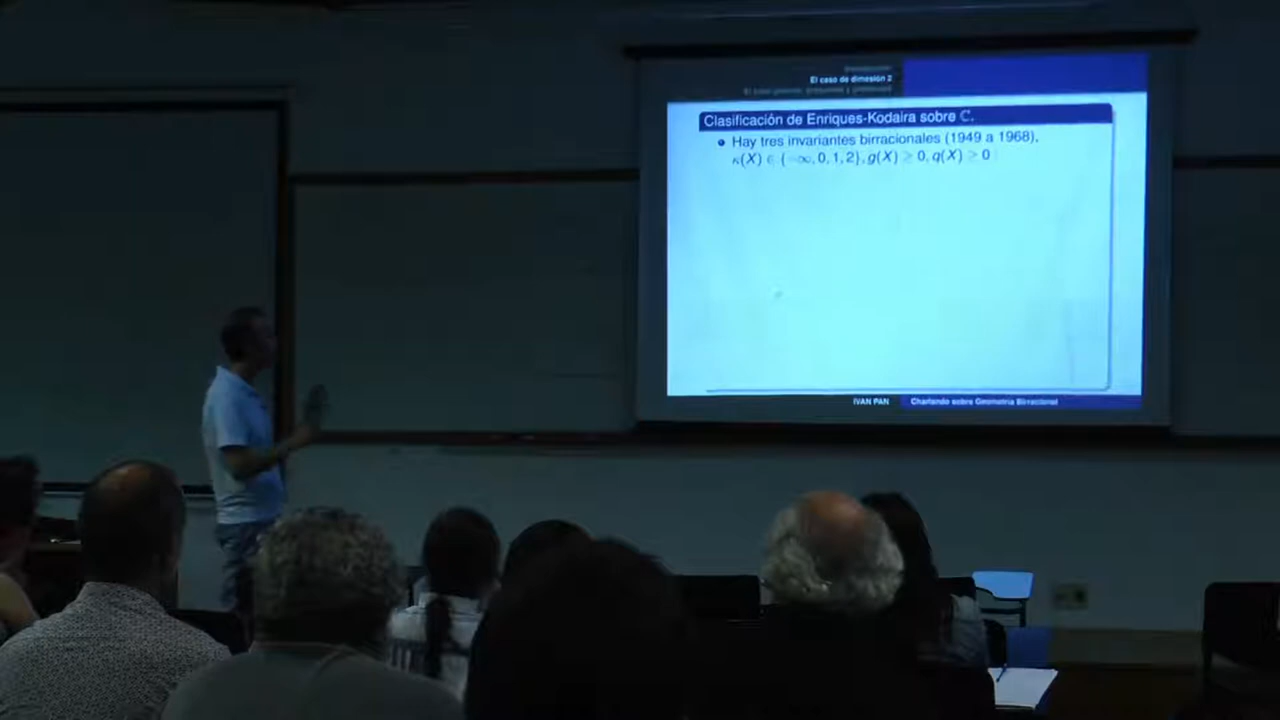 El caso de dimesión 2
Clasificación de Enriques-Kodaira sobre ℂ.
Hay tres invariantes birracionales (1949 a 1968),
κ(X) ∈ {−∞, 0, 1, 2}, g(X) ≥ 0, q(X) ≥ 0
IVAN PAN Charlando sobre Geometría Birracional